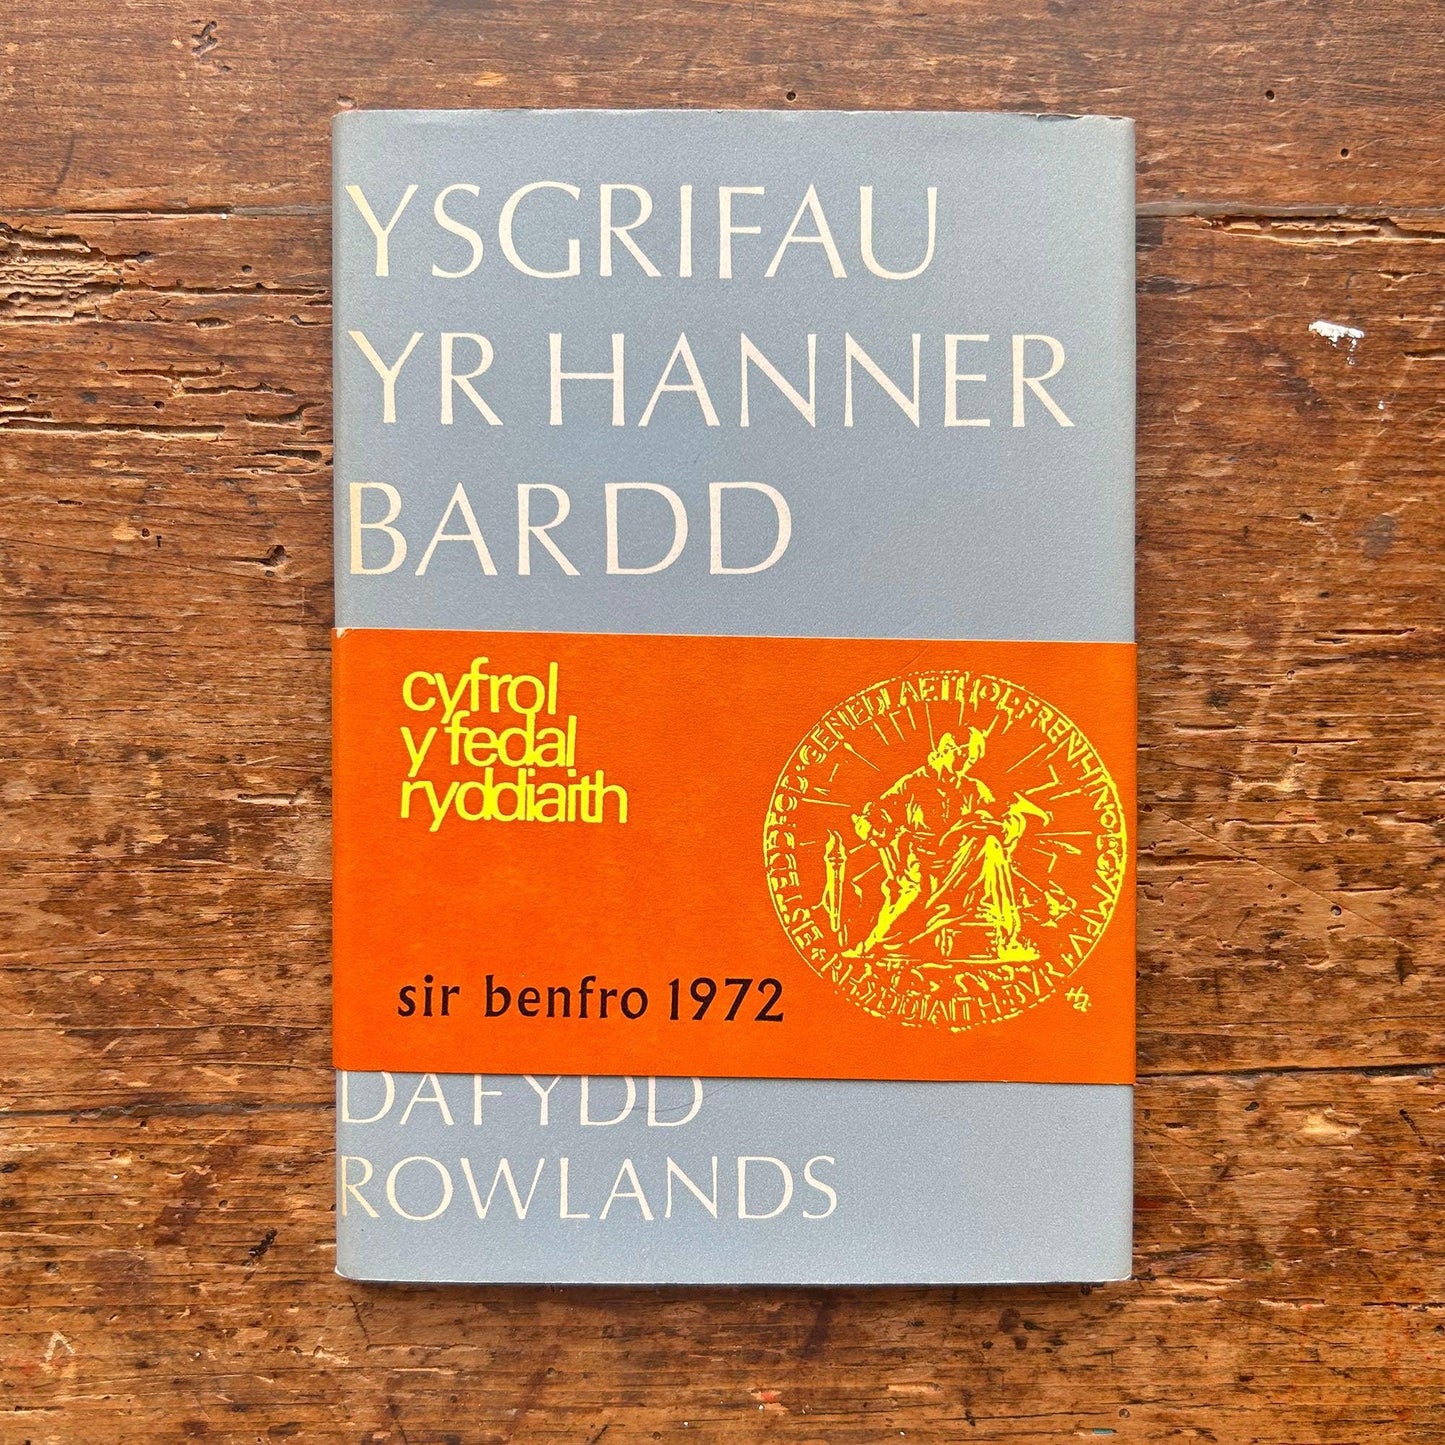 YSGRIFAU
YR HANNER
BARDD
cyfrol
y fedal
ryddiaith
sir benfro 1972
DAFYDD
ROWLANDS